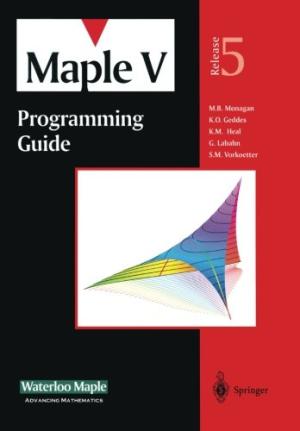 Maple V
Release 5
Programming
Guide
M.B. Monagan
K.O. Geddes
K.M. Heal
G. Labahn
S.M. Vorkoetter
Waterloo Maple
ADVANCING MATHEMATICS
Springer